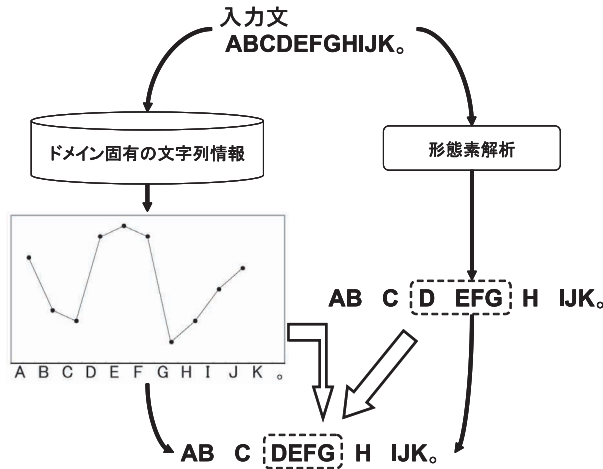 入力文
ABCDEFGHIJK。
ドメイン固有の文字列情報
形態素解析
AB C D EFG H IJK。
A B C D E F G H I J K 。
AB C DEFG H IJK。